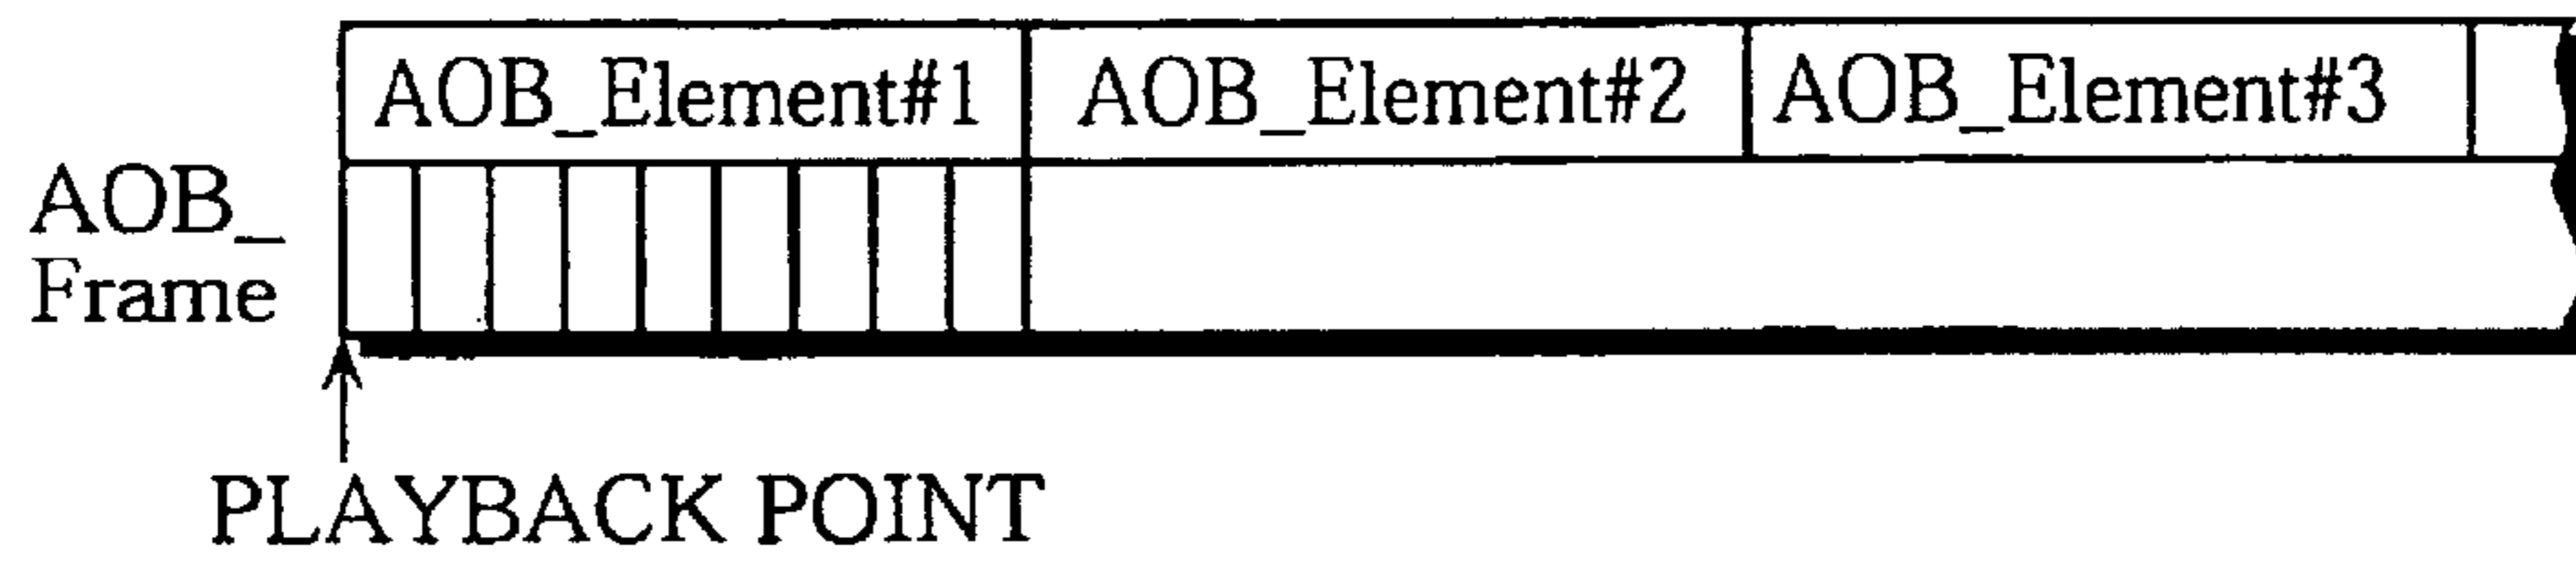 AOB_Element#1 AOB_Element#2 AOB_Element#3
AOB_
Frame
PLAYBACK POINT